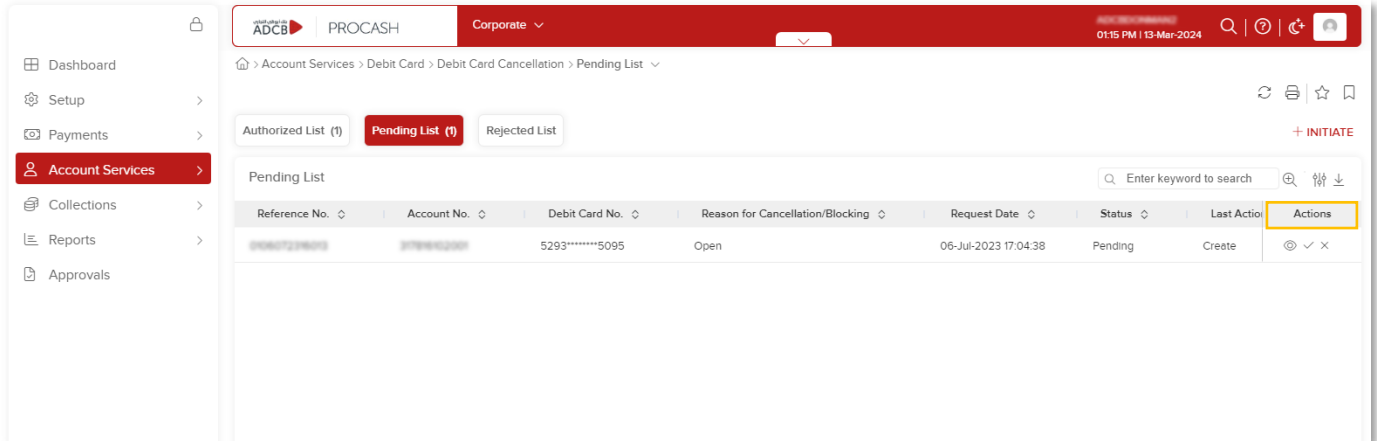 بنك أبوظبي التجاري
ADCB
PROCASH
Corporate
01:15 PM | 13-Mar-2024
Dashboard
Setup
Payments
Account Services
Collections
Reports
Approvals
> Account Services > Debit Card > Debit Card Cancellation > Pending List
Authorized List (1) Pending List (1) Rejected List
+ INITIATE
Pending List
Enter keyword to search
Reference No. Account No. Debit Card No. Reason for Cancellation/Blocking Request Date Status Last Actio Actions
5293********5095 Open 06-Jul-2023 17:04:38 Pending Create